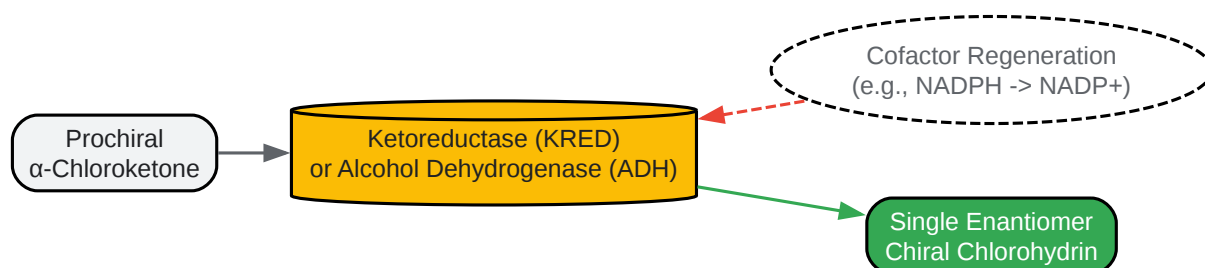 Prochiral
α-Chloroketone
Ketoreductase (KRED)
or Alcohol Dehydrogenase (ADH)
Cofactor Regeneration
(e.g., NADPH -> NADP+)
Single Enantiomer
Chiral Chlorohydrin